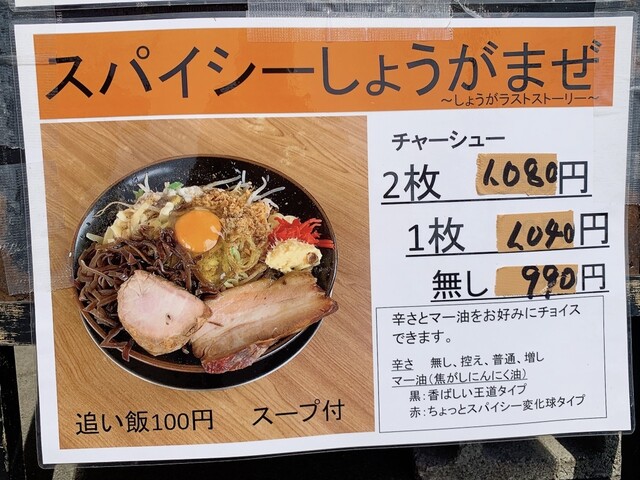 スパイシーしょうがまぜ
～しょうがラストストーリー～
チャーシュー
2枚 1,080円
1枚 1,040円
無し 990円
辛さとマー油をお好みにチョイス
できます。
辛さ 無し、控え、普通、増し
マー油(焦がしにんにく油)
黒:香ばしい王道タイプ
赤:ちょっとスパイシー変化球タイプ
追い飯100円 スープ付